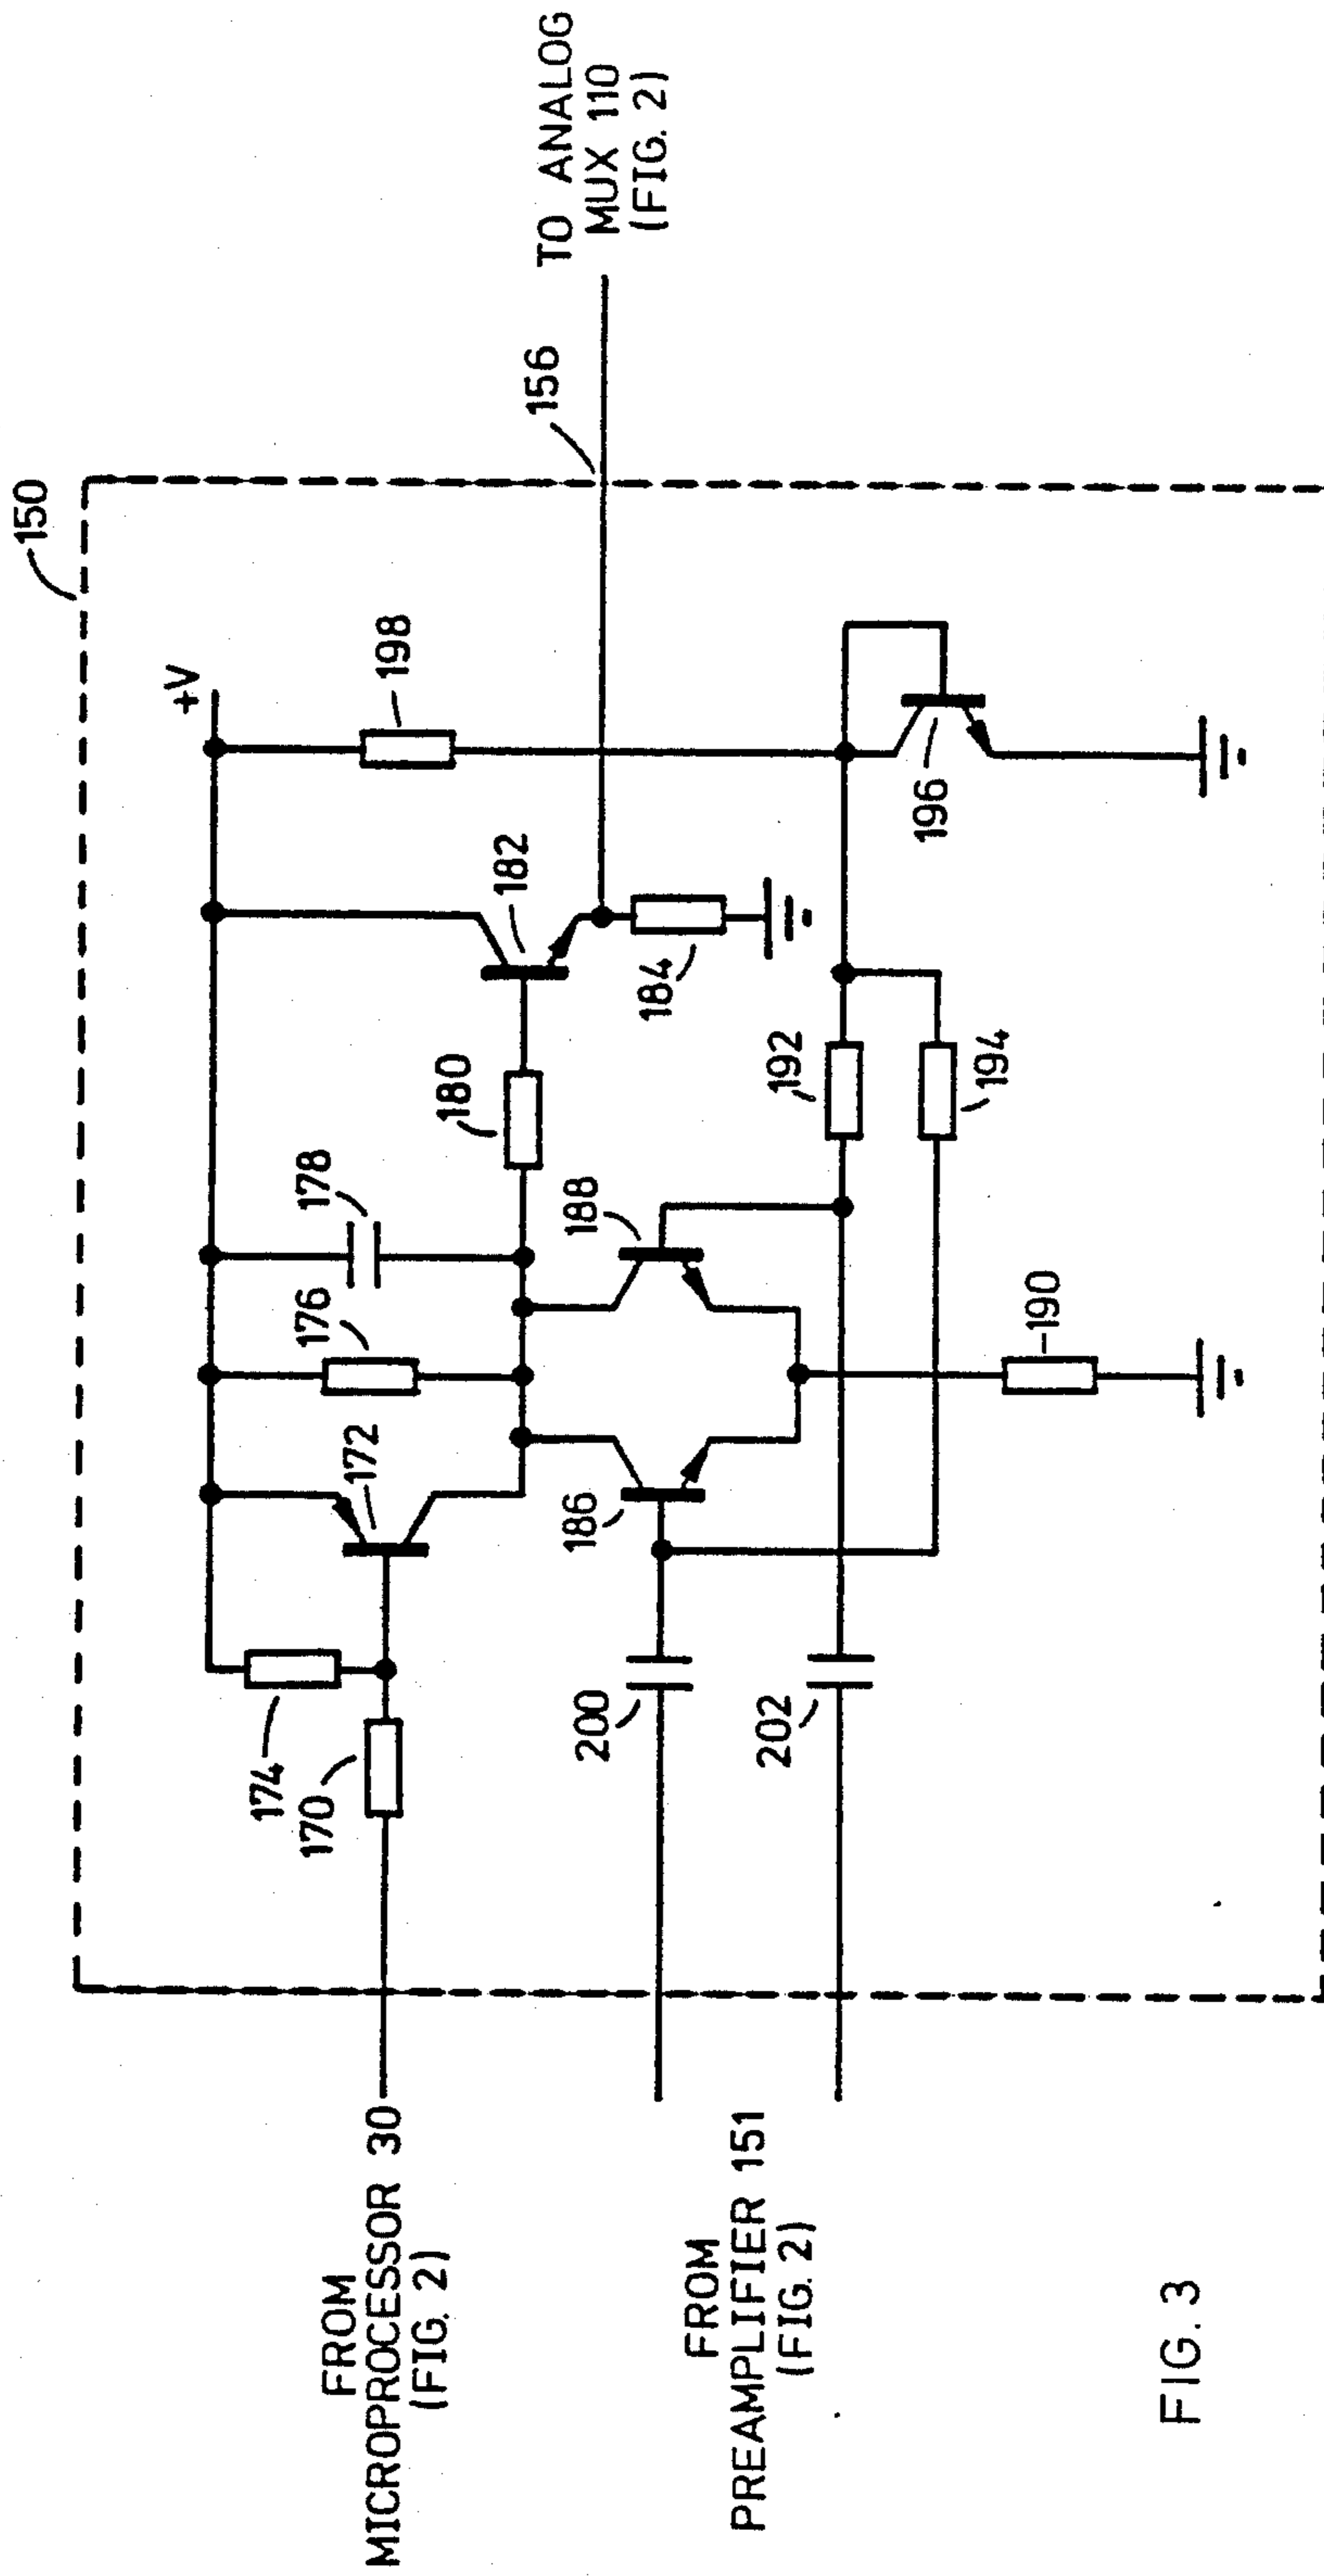 150
+V
198
156
TO ANALOG
MUX 110
(FIG. 2)
178
182
176
172
180
174
170
184
188
186
192
196
194
200
202
190
FROM
MICROPROCESSOR 30
(FIG. 2)
FROM
PREAMPLIFIER 151
(FIG. 2)
FIG. 3